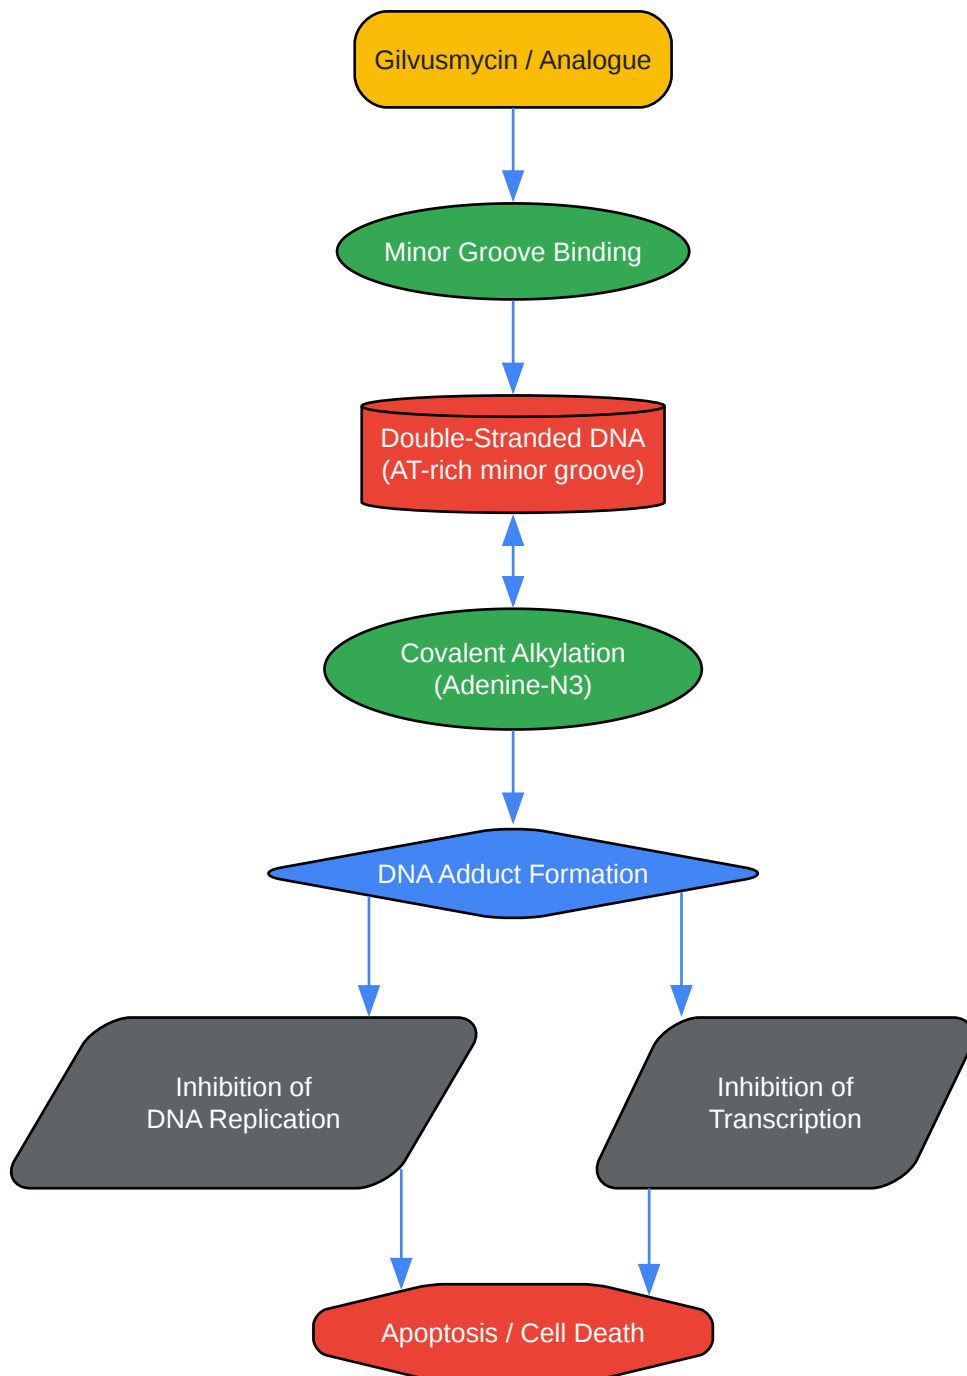 Gilvusmycin / Analogue
Minor Groove Binding
Double-Stranded DNA
(AT-rich minor groove)
Covalent Alkylation
(Adenine-N3)
DNA Adduct Formation
Inhibition of
DNA Replication
Inhibition of
Transcription
Apoptosis / Cell Death